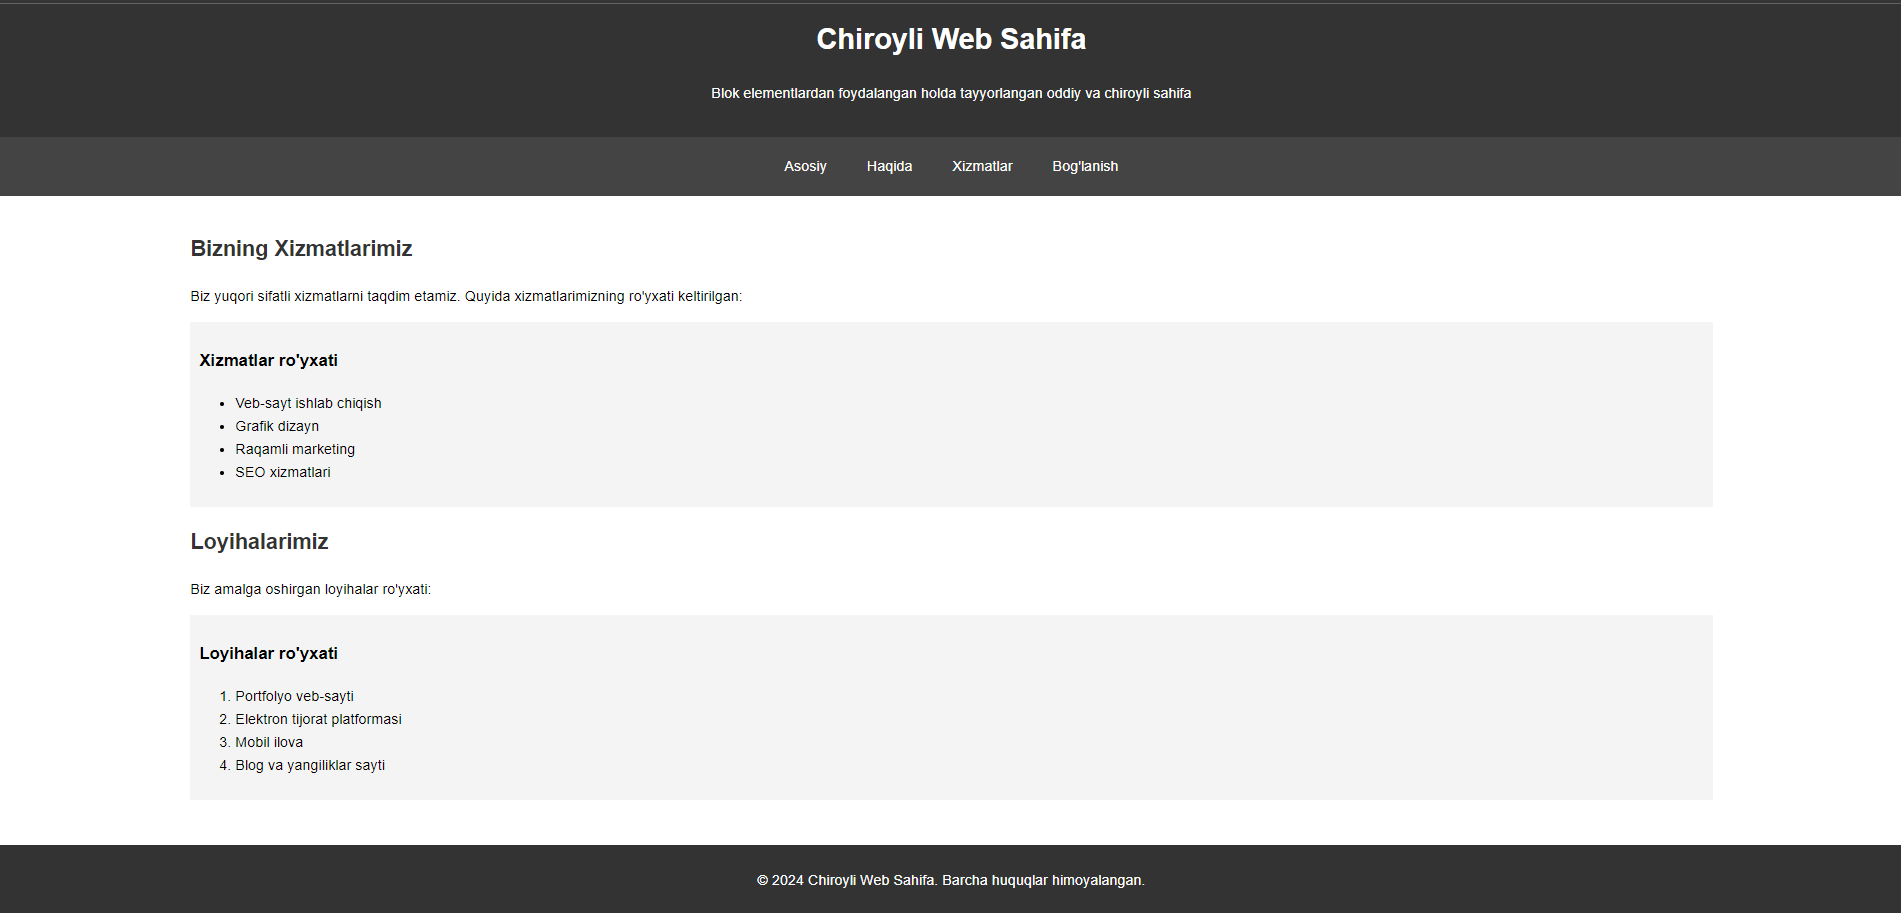 Chiroyli Web Sahifa
Blok elementlardan foydalangan holda tayyorlangan oddiy va chiroyli sahifa
Asosiy Haqida Xizmatlar Bog'lanish
Bizning Xizmatlarimiz
Biz yuqori sifatli xizmatlarni taqdim etamiz. Quyida xizmatlarimizning ro'yxati keltirilgan:
Xizmatlar ro'yxati
• Veb-sayt ishlab chiqish
• Grafik dizayn
• Raqamli marketing
• SEO xizmatlari
Loyihalarimiz
Biz amalga oshirgan loyihalar ro'yxati:
Loyihalar ro'yxati
1. Portfolyo veb-sayti
2. Elektron tijorat platformasi
3. Mobil ilova
4. Blog va yangiliklar sayti
© 2024 Chiroyli Web Sahifa. Barcha huquqlar himoyalangan.